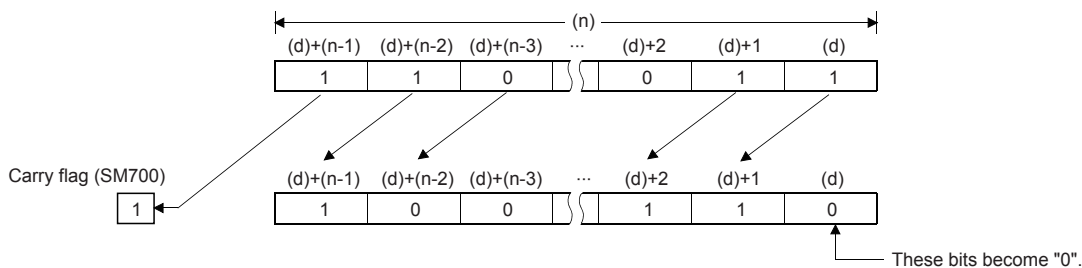 (n)
(d)+(n-1) (d)+(n-2) (d)+(n-3) ... (d)+2 (d)+1 (d)
1 1 0 0 1 1
Carry flag (SM700)
(d)+(n-1) (d)+(n-2) (d)+(n-3) ... (d)+2 (d)+1 (d)
1 1 0 0 1 1 0
These bits become "0".